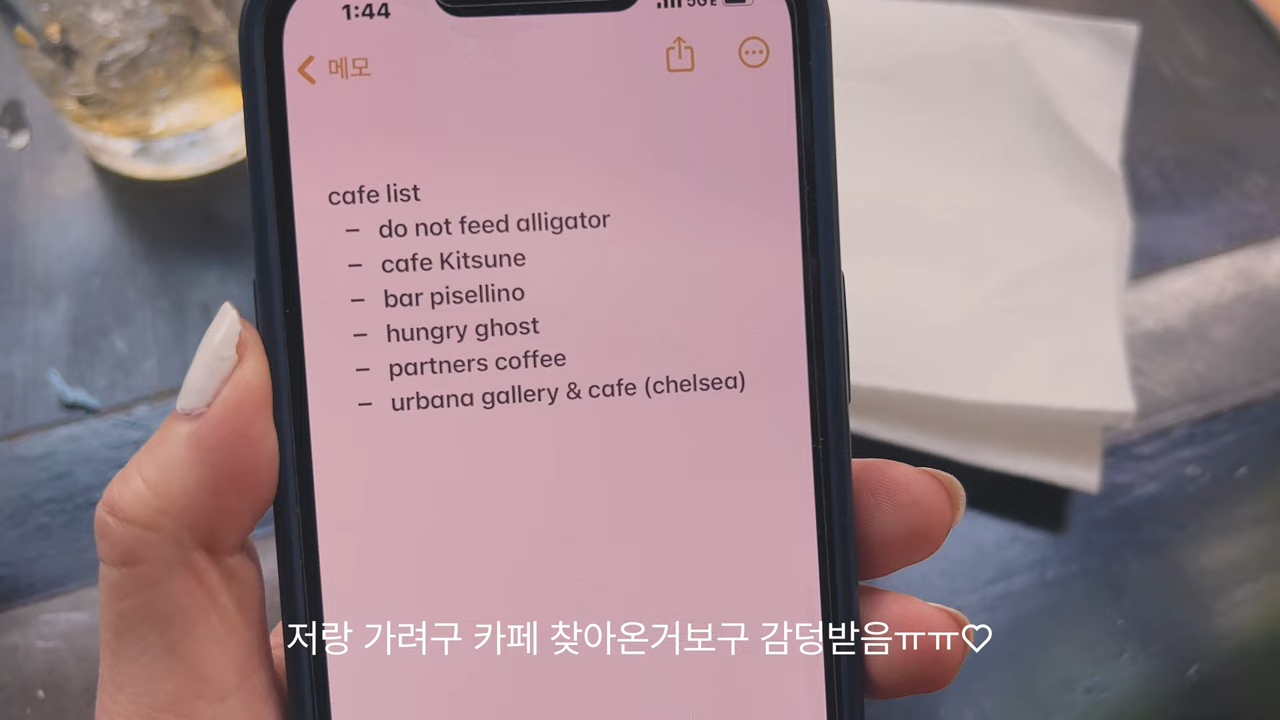 1:44
메모
cafe list
– do not feed alligator
– cafe Kitsune
– bar pisellino
– hungry ghost
– partners coffee
– urbana gallery & cafe (chelsea)
저랑 가려구 카페 찾아온거보구 감덩받음ㅠㅠ♡